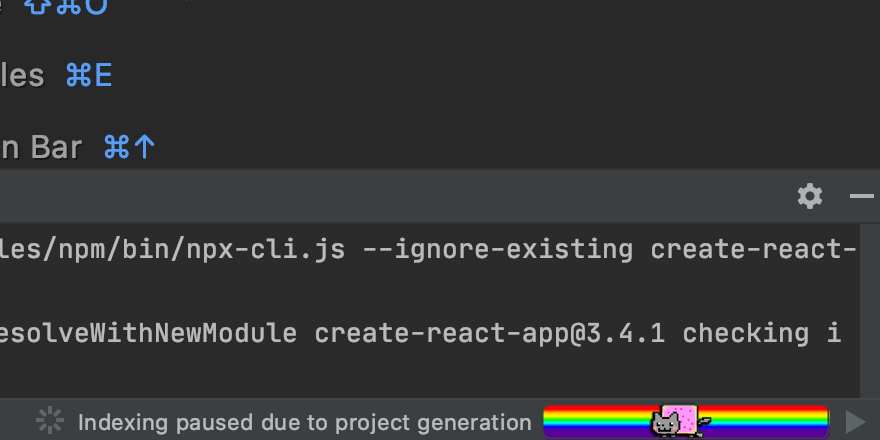 ⇧⌘O
les ⌘E
n Bar ⌘↑
les/npm/bin/npx-cli.js --ignore-existing create-react-
esolveWithNewModule create-react-app@3.4.1 checking i
Indexing paused due to project generation